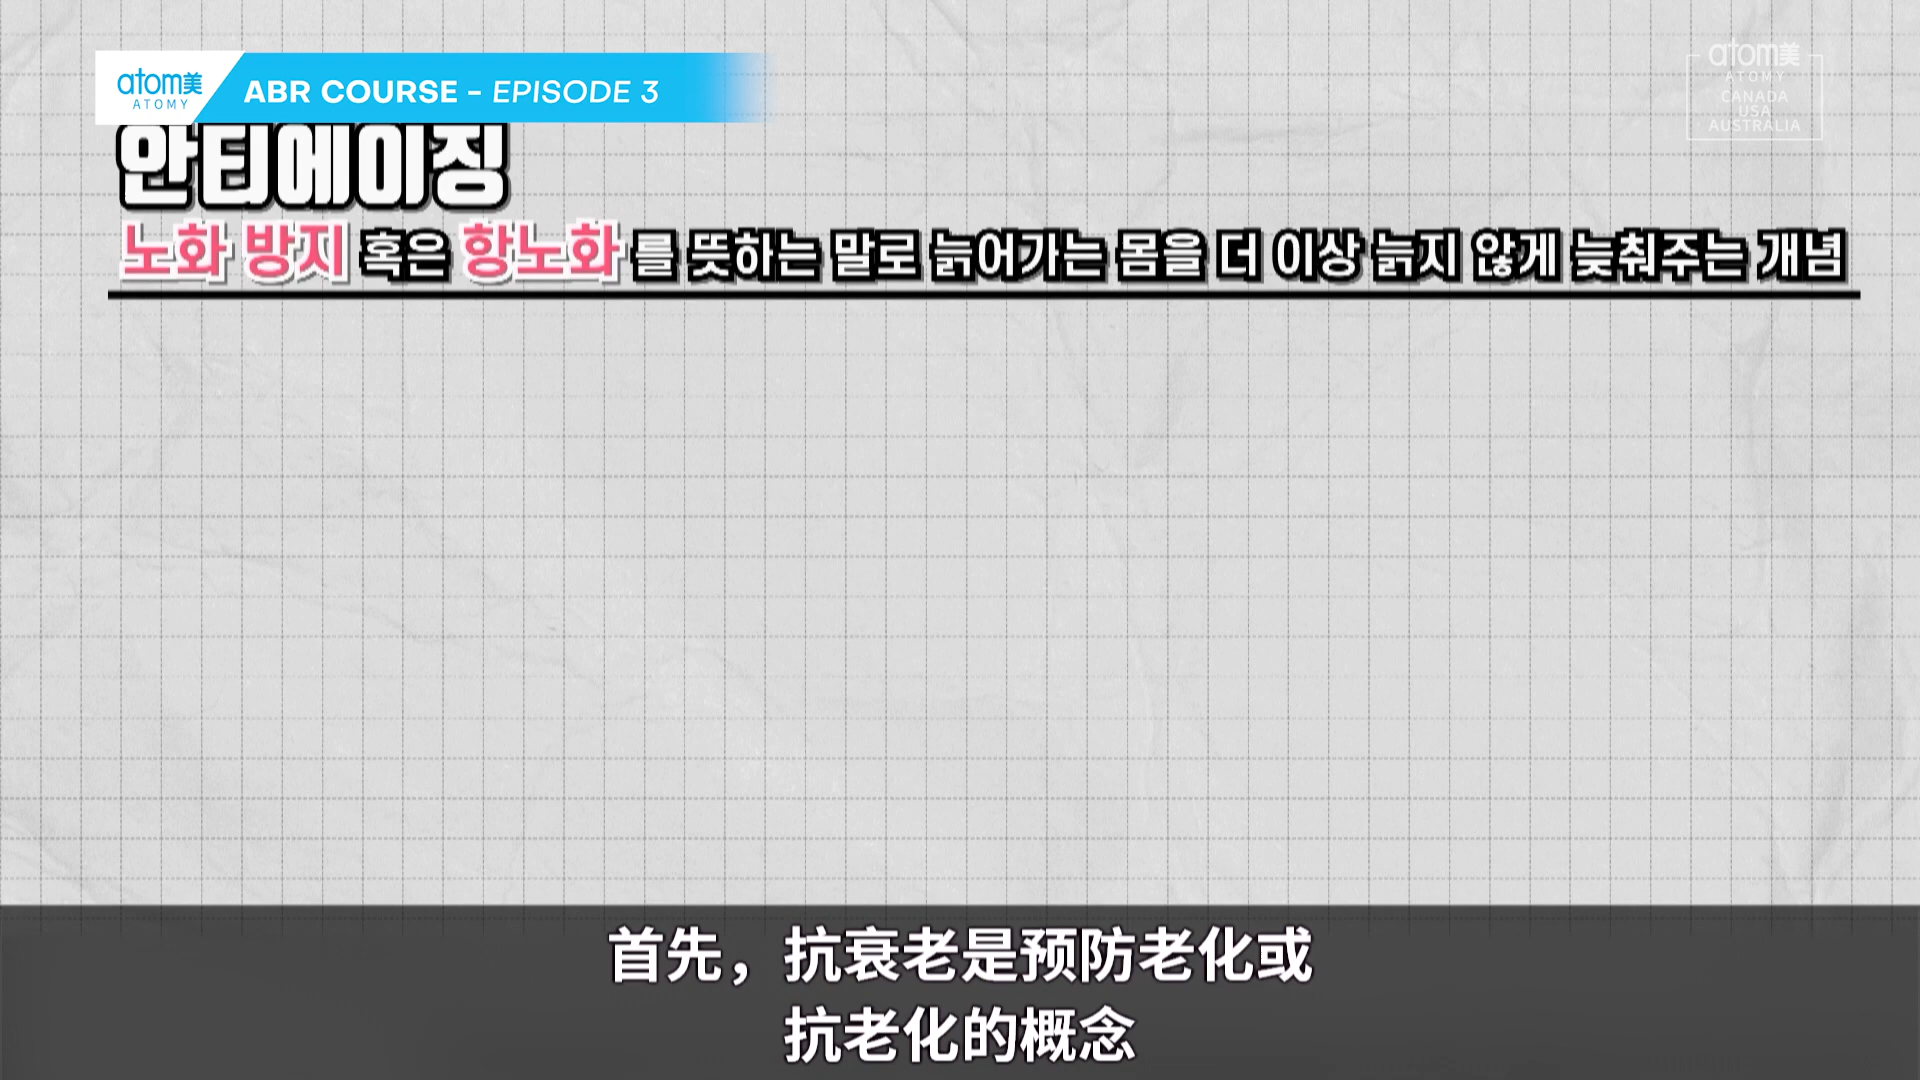 atom美
ATOMY
ABR COURSE - EPISODE 3
atom美
ATOMY
CANADA
USA
AUSTRALIA
안티에이징
노화 방지 혹은 항노화를 뜻하는 말로 늙어가는 몸을 더 이상 늙지 않게 늦춰주는 개념
首先，抗衰老是预防老化或
抗老化的概念